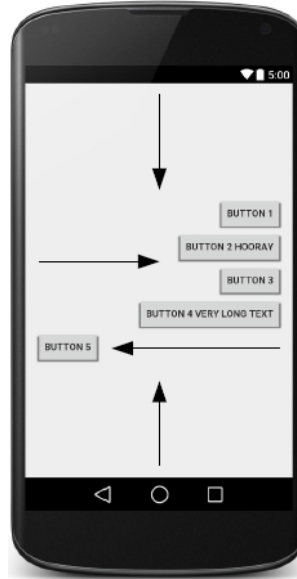 5:00
BUTTON 1
BUTTON 2 HOORAY
BUTTON 3
BUTTON 4 VERY LONG TEXT
BUTTON 5